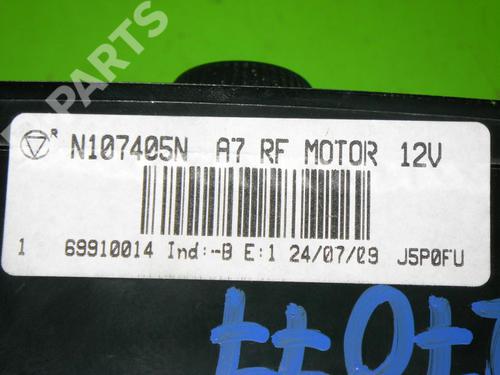 B-PARTS
R N107405N A7 RF MOTOR 12V
1 69910014 Ind:-B E:1 24/07/09 J5P0FU